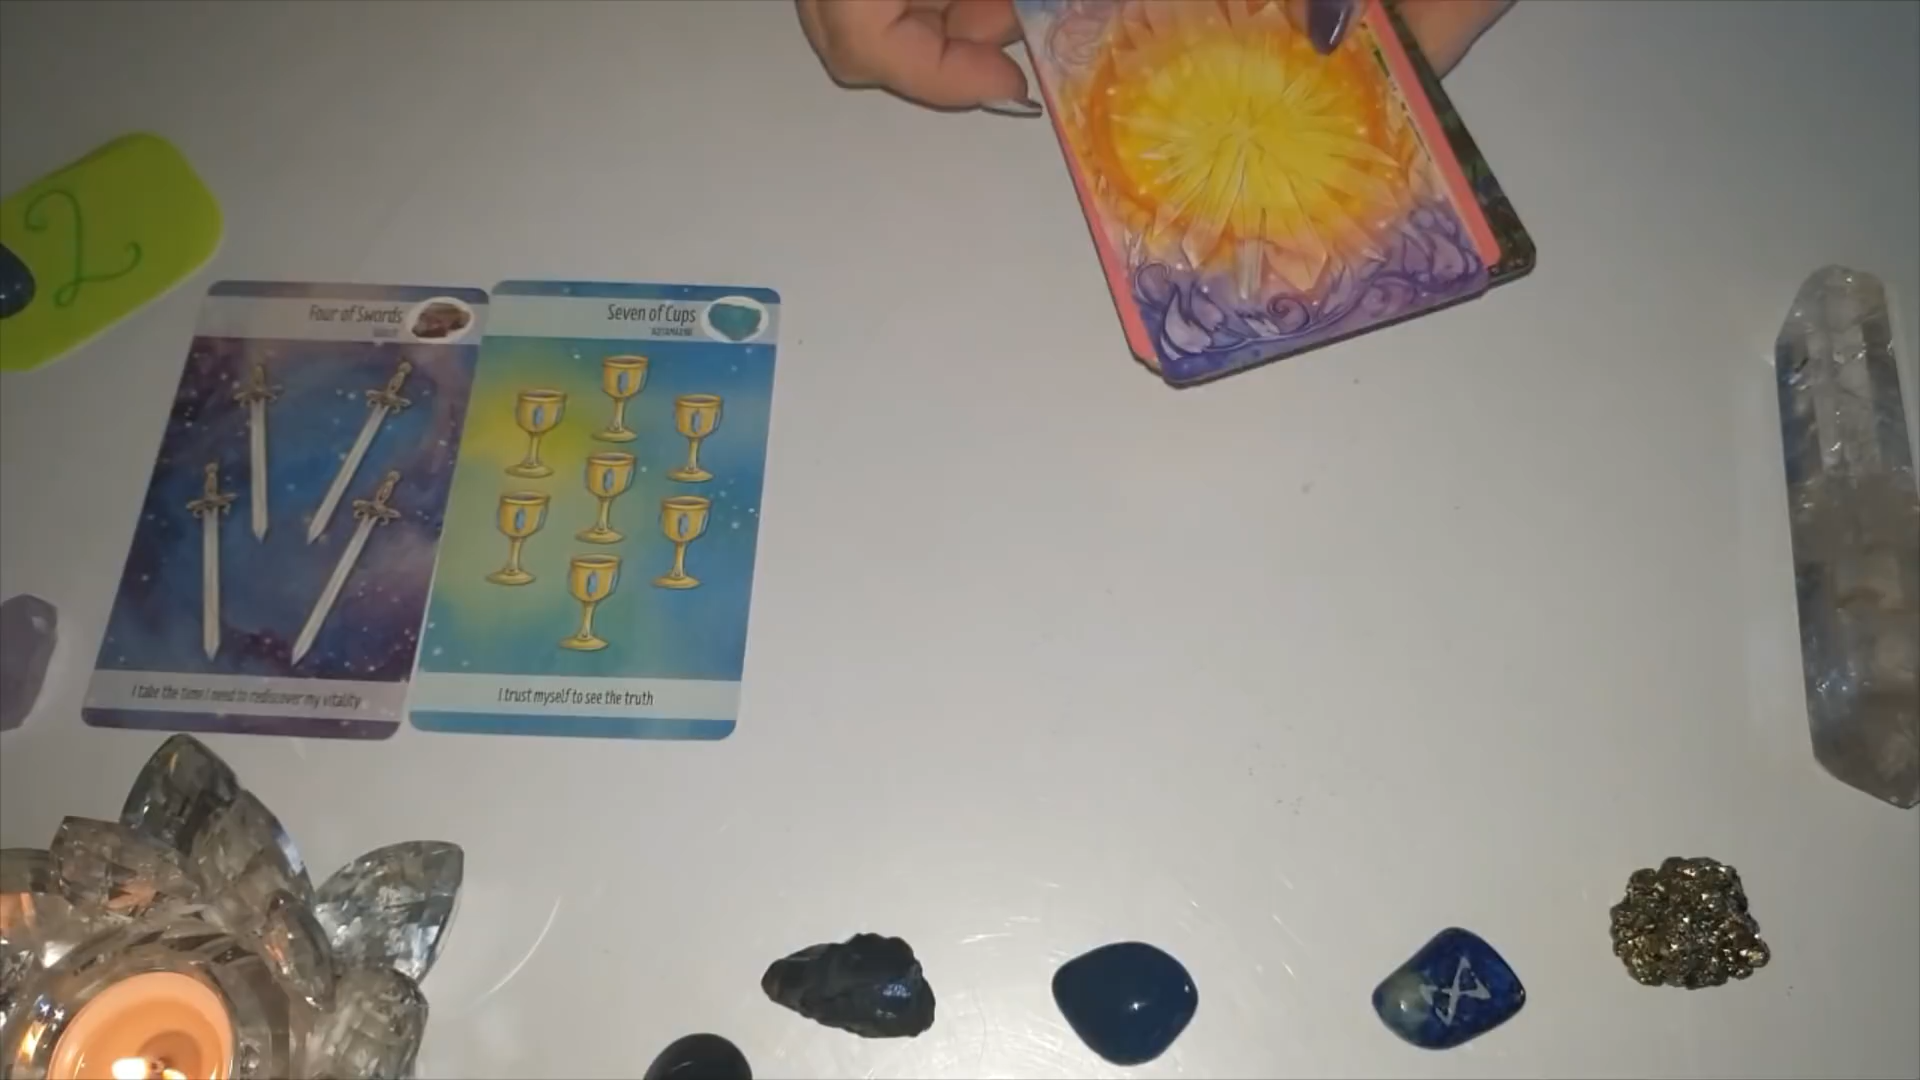 2
Four of Swords
Seven of Cups
I take the time I need to rediscover my vitality
I trust myself to see the truth